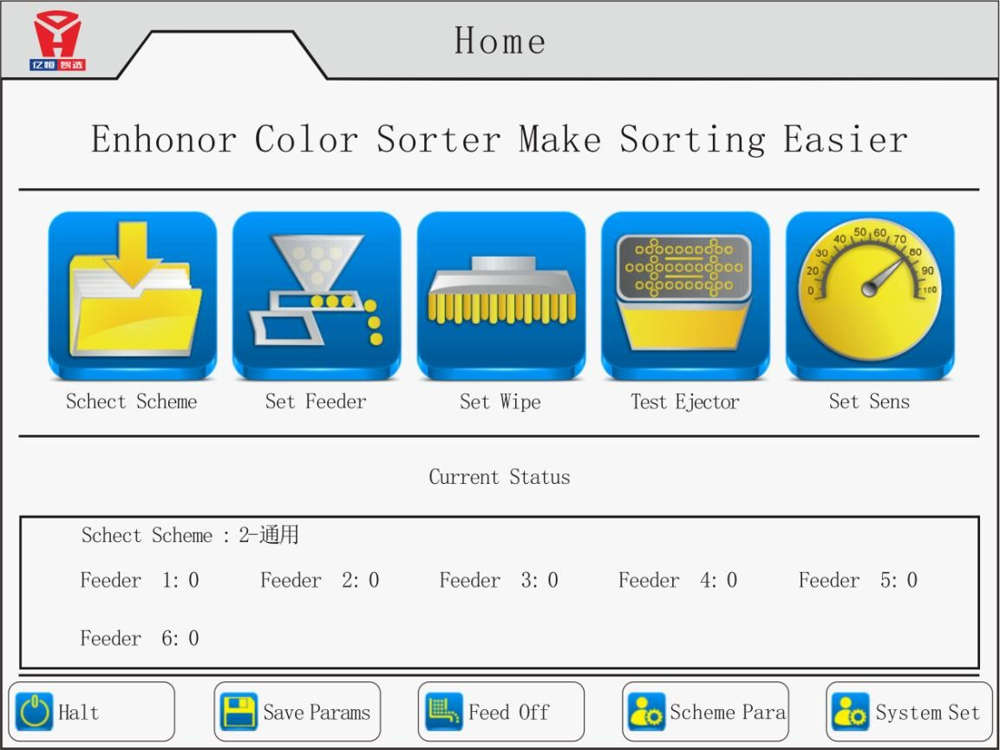 亿恒智选
Home
Enhonor Color Sorter Make Sorting Easier
0 20 30 40 50 60 70 80 90 100
Schect Scheme Set Feeder Set Wipe Test Ejector Set Sens
Current Status
Schect Scheme : 2-通用
Feeder 1: 0 Feeder 2: 0 Feeder 3: 0 Feeder 4: 0 Feeder 5: 0
Feeder 6: 0
Halt Save Params Feed Off Scheme Para System Set